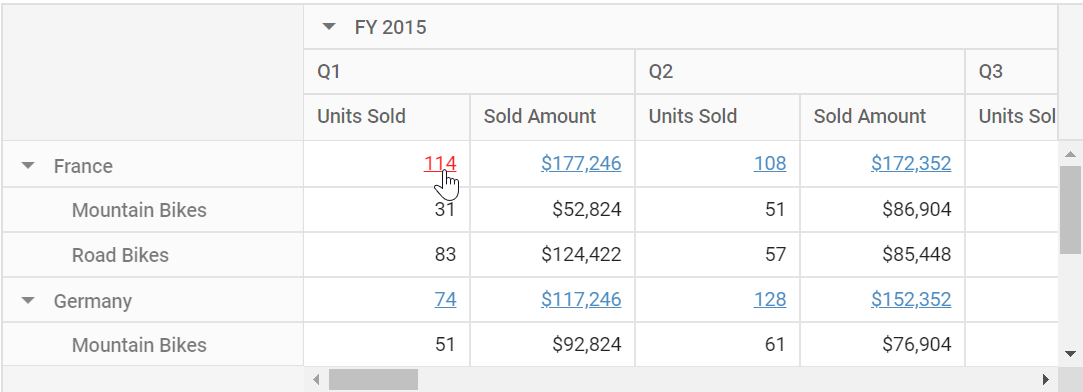 FY 2015
Q1 Q2 Q3
Units Sold Sold Amount Units Sold Sold Amount Units Sol
France 114 $177,246 108 $172,352
Mountain Bikes 31 $52,824 51 $86,904
Road Bikes 83 $124,422 57 $85,448
Germany 74 $117,246 128 $152,352
Mountain Bikes 51 $92,824 61 $76,904